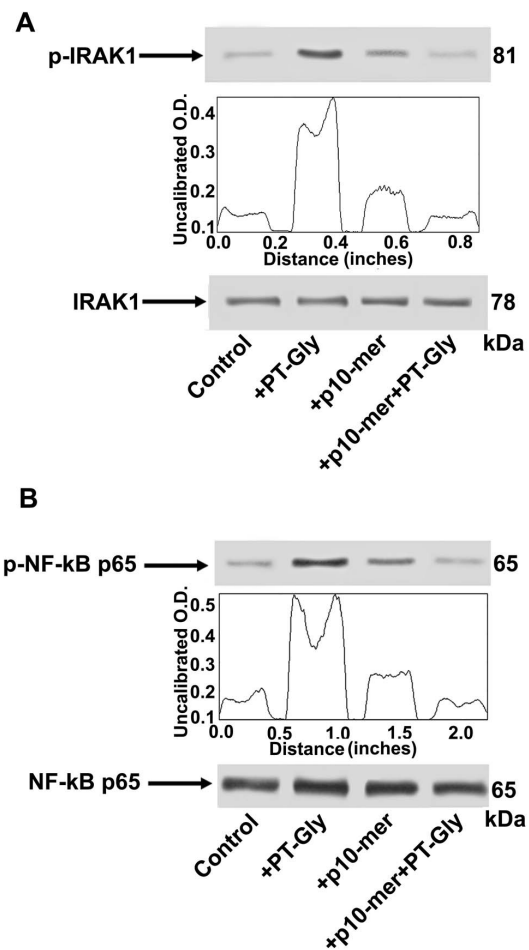 A
p-IRAK1 81
Uncalibrated O.D.
0.4
0.3
0.2
0.1
0.0 0.2 0.4 0.6 0.8
Distance (inches)
IRAK1 78
kDa
Control +PT-Gly +p10-mer +p10-mer+PT-Gly
B
p-NF-kB p65 65
Uncalibrated O.D.
0.5
0.4
0.3
0.2
0.1
0.0 0.5 1.0 1.5 2.0
Distance (inches)
NF-kB p65 65
kDa
Control +PT-Gly +p10-mer +p10-mer+PT-Gly